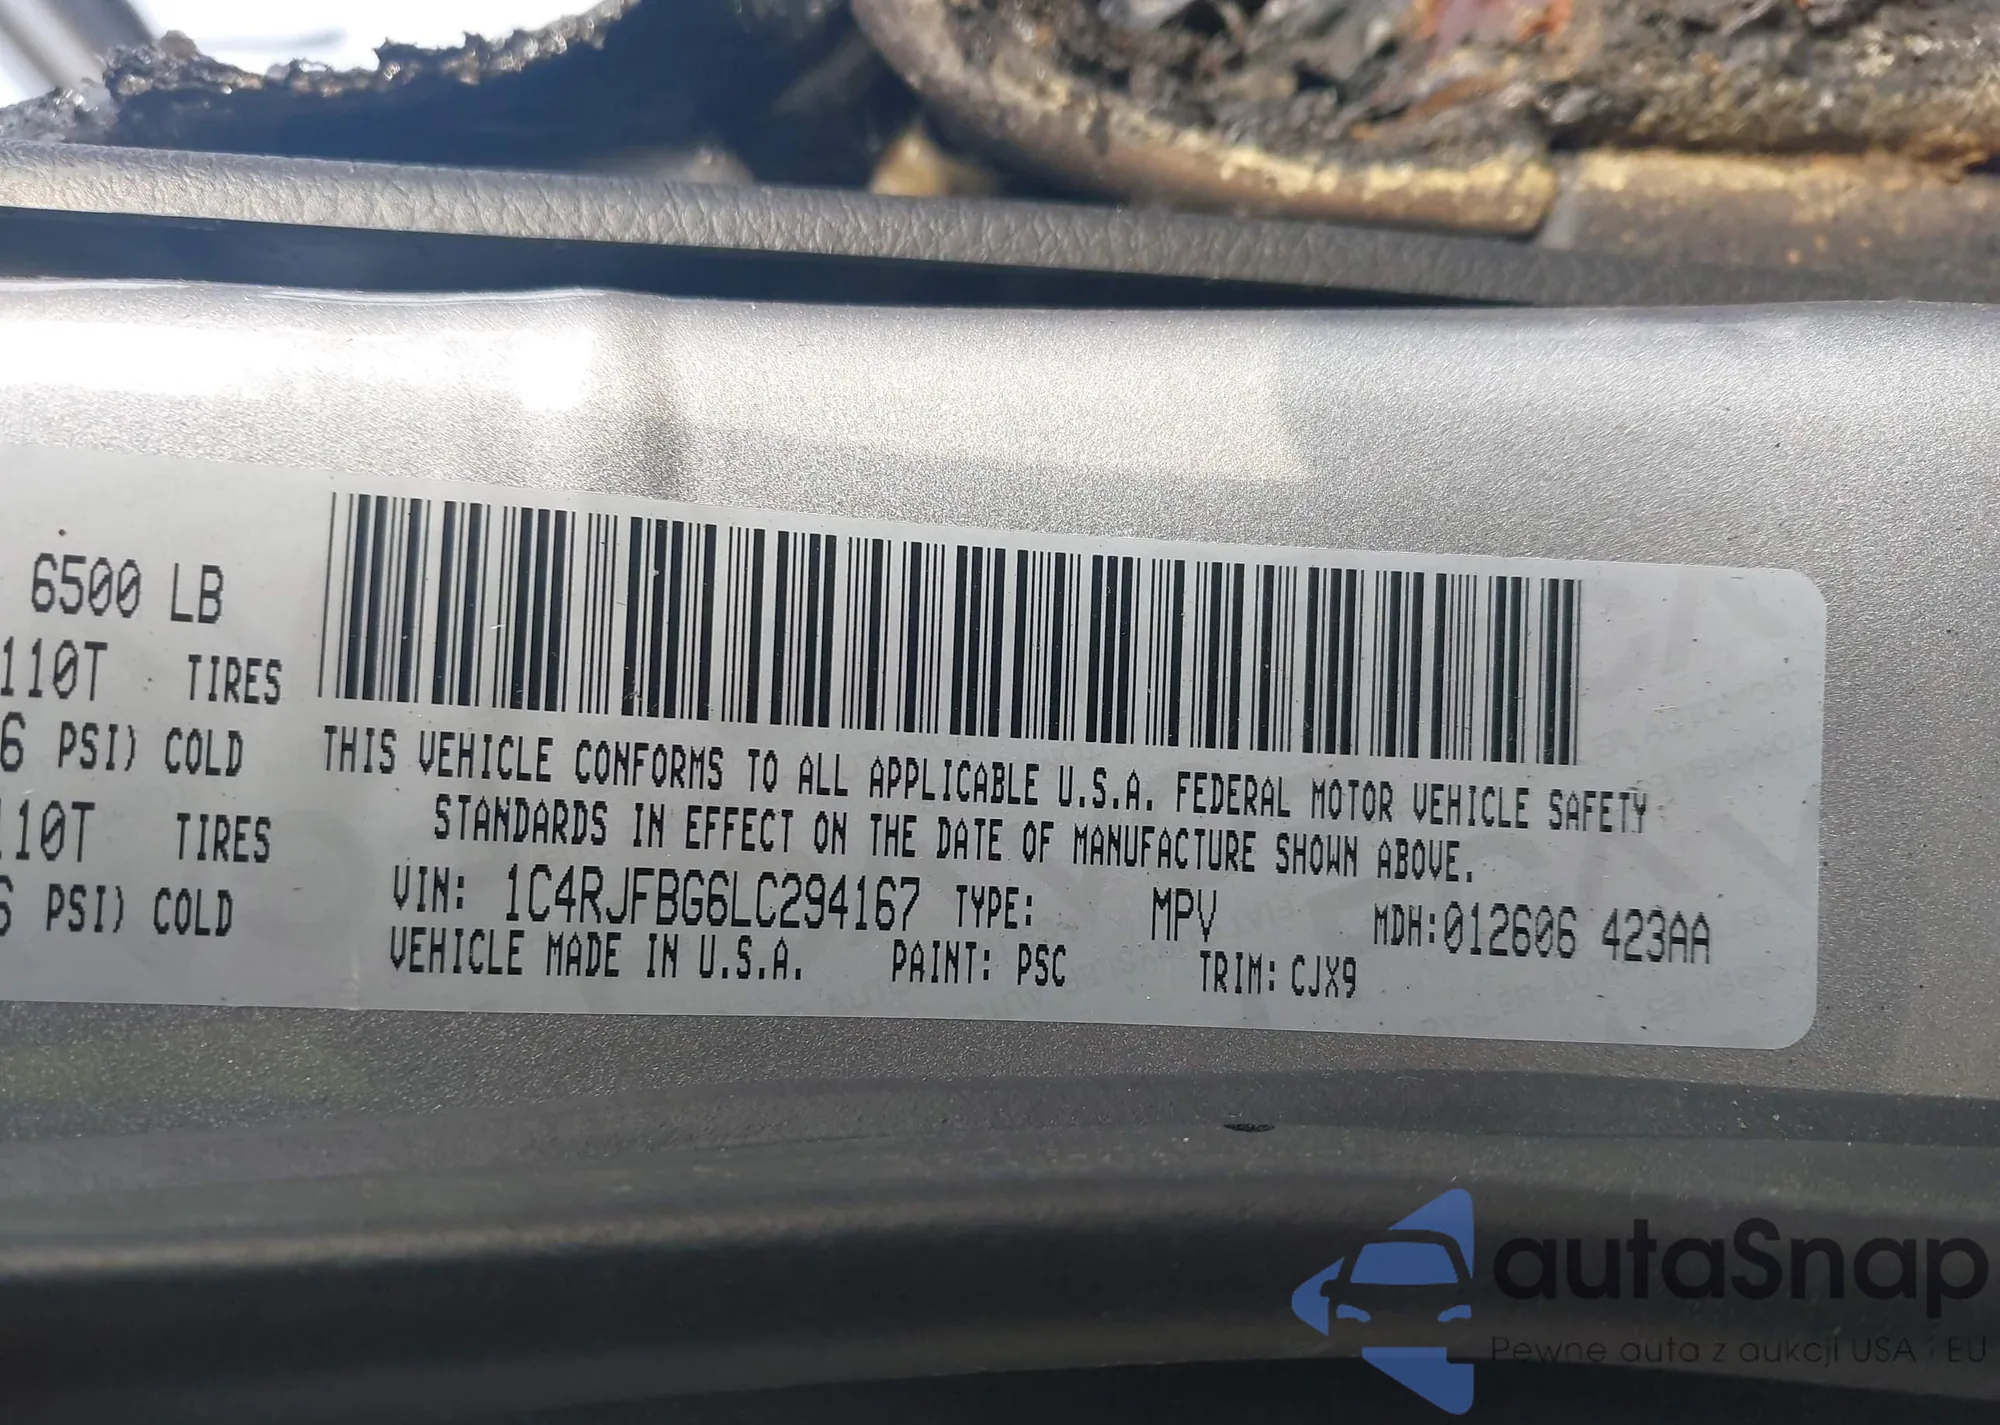 6500 LB
110T TIRES
6 PSI) COLD
110T TIRES
PSI) COLD
THIS VEHICLE CONFORMS TO ALL APPLICABLE U.S.A. FEDERAL MOTOR VEHICLE SAFETY
STANDARDS IN EFFECT ON THE DATE OF MANUFACTURE SHOWN ABOVE.
VIN: 1C4RJFBG6LC294167 TYPE: MPV MDH:012606 423AA
VEHICLE MADE IN U.S.A. PAINT: PSC TRIM: CJX9
autaSnap
Pewne auta z aukcji USA i EU